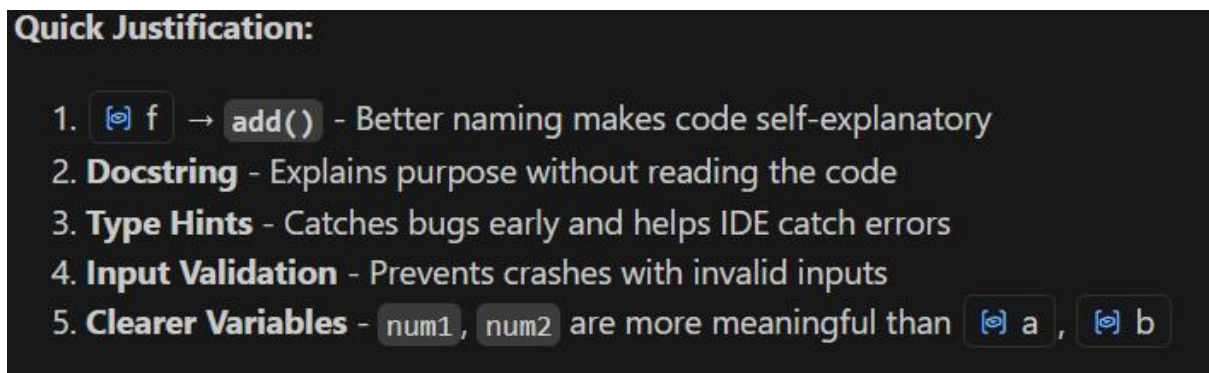 Quick Justification:
1. f → add() - Better naming makes code self-explanatory
2. Docstring - Explains purpose without reading the code
3. Type Hints - Catches bugs early and helps IDE catch errors
4. Input Validation - Prevents crashes with invalid inputs
5. Clearer Variables - num1, num2 are more meaningful than a, b